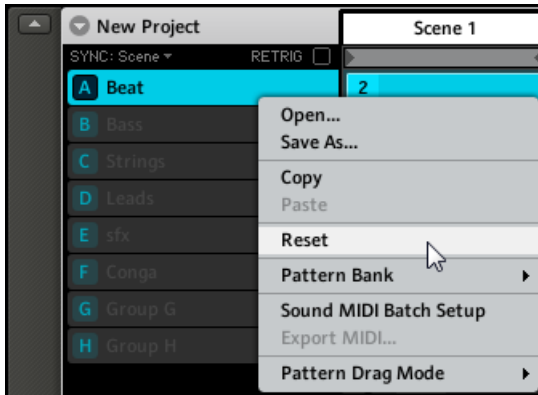 New Project
Scene 1
SYNC: Scene
RETRIG
A Beat
2
B Bass
C Strings
D Leads
E sfx
F Conga
G Group G
H Group H
Open...
Save As...
Copy
Paste
Reset
Pattern Bank
Sound MIDI Batch Setup
Export MIDI...
Pattern Drag Mode